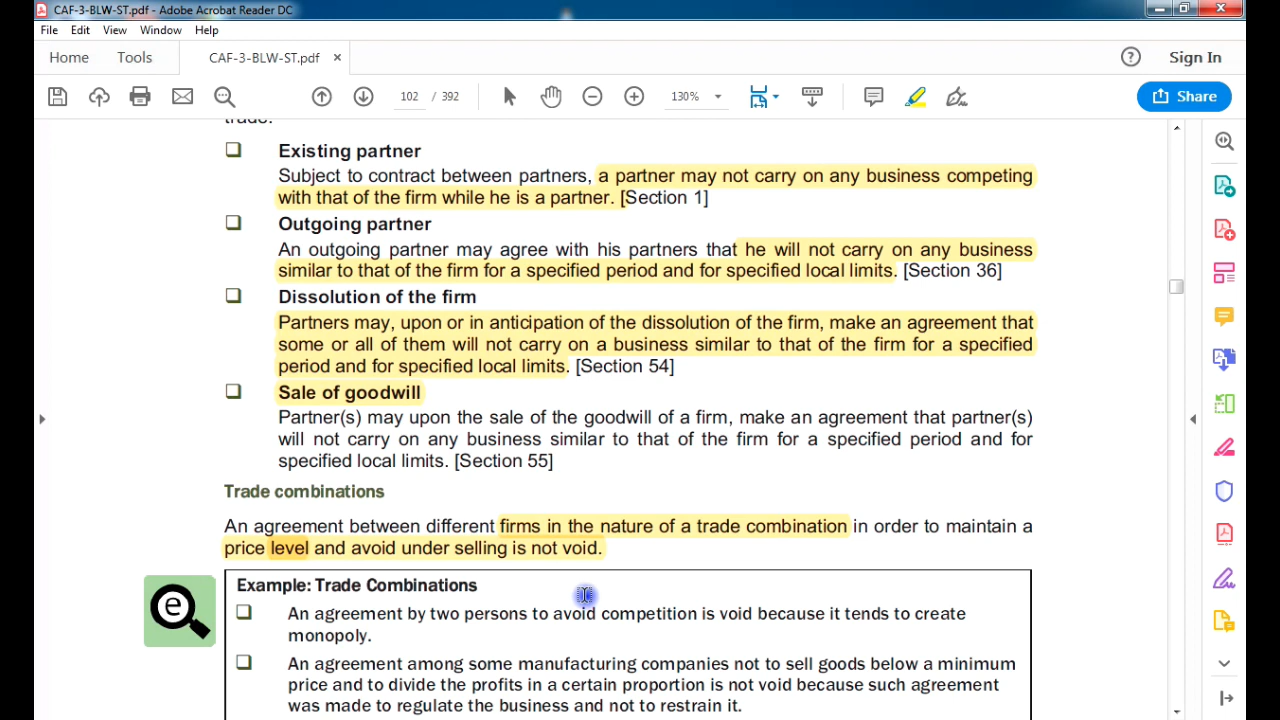 CAF-3-BLW-ST.pdf - Adobe Acrobat Reader DC
File Edit View Window Help
Home Tools CAF-3-BLW-ST.pdf × Sign In
102 / 392 130% Share
trade:
Existing partner
Subject to contract between partners, a partner may not carry on any business competing
with that of the firm while he is a partner. [Section 1]
Outgoing partner
An outgoing partner may agree with his partners that he will not carry on any business
similar to that of the firm for a specified period and for specified local limits. [Section 36]
Dissolution of the firm
Partners may, upon or in anticipation of the dissolution of the firm, make an agreement that
some or all of them will not carry on a business similar to that of the firm for a specified
period and for specified local limits. [Section 54]
Sale of goodwill
Partner(s) may upon the sale of the goodwill of a firm, make an agreement that partner(s)
will not carry on any business similar to that of the firm for a specified period and for
specified local limits. [Section 55]
Trade combinations
An agreement between different firms in the nature of a trade combination in order to maintain a
price level and avoid under selling is not void.
Example: Trade Combinations
An agreement by two persons to avoid competition is void because it tends to create
monopoly.
An agreement among some manufacturing companies not to sell goods below a minimum
price and to divide the profits in a certain proportion is not void because such agreement
was made to regulate the business and not to restrain it.